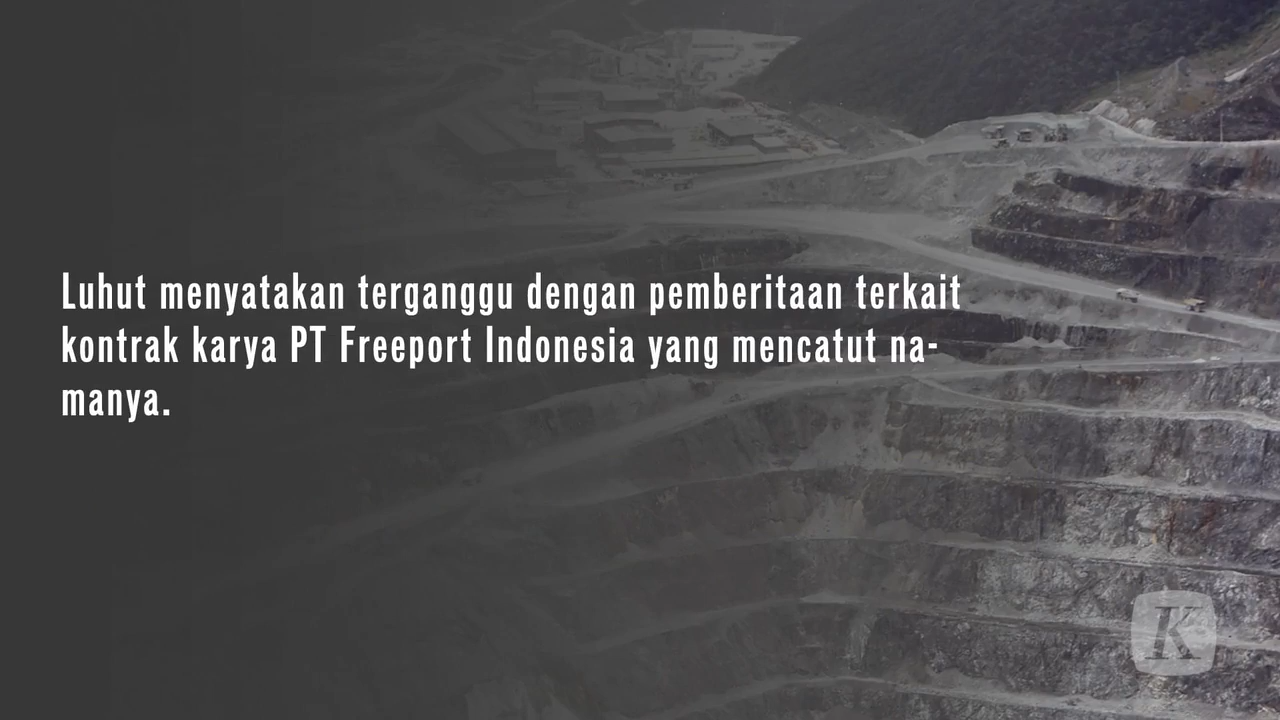 Luhut menyatakan terganggu dengan pemberitaan terkait
kontrak karya PT Freeport Indonesia yang mencatut na-
manya.
K